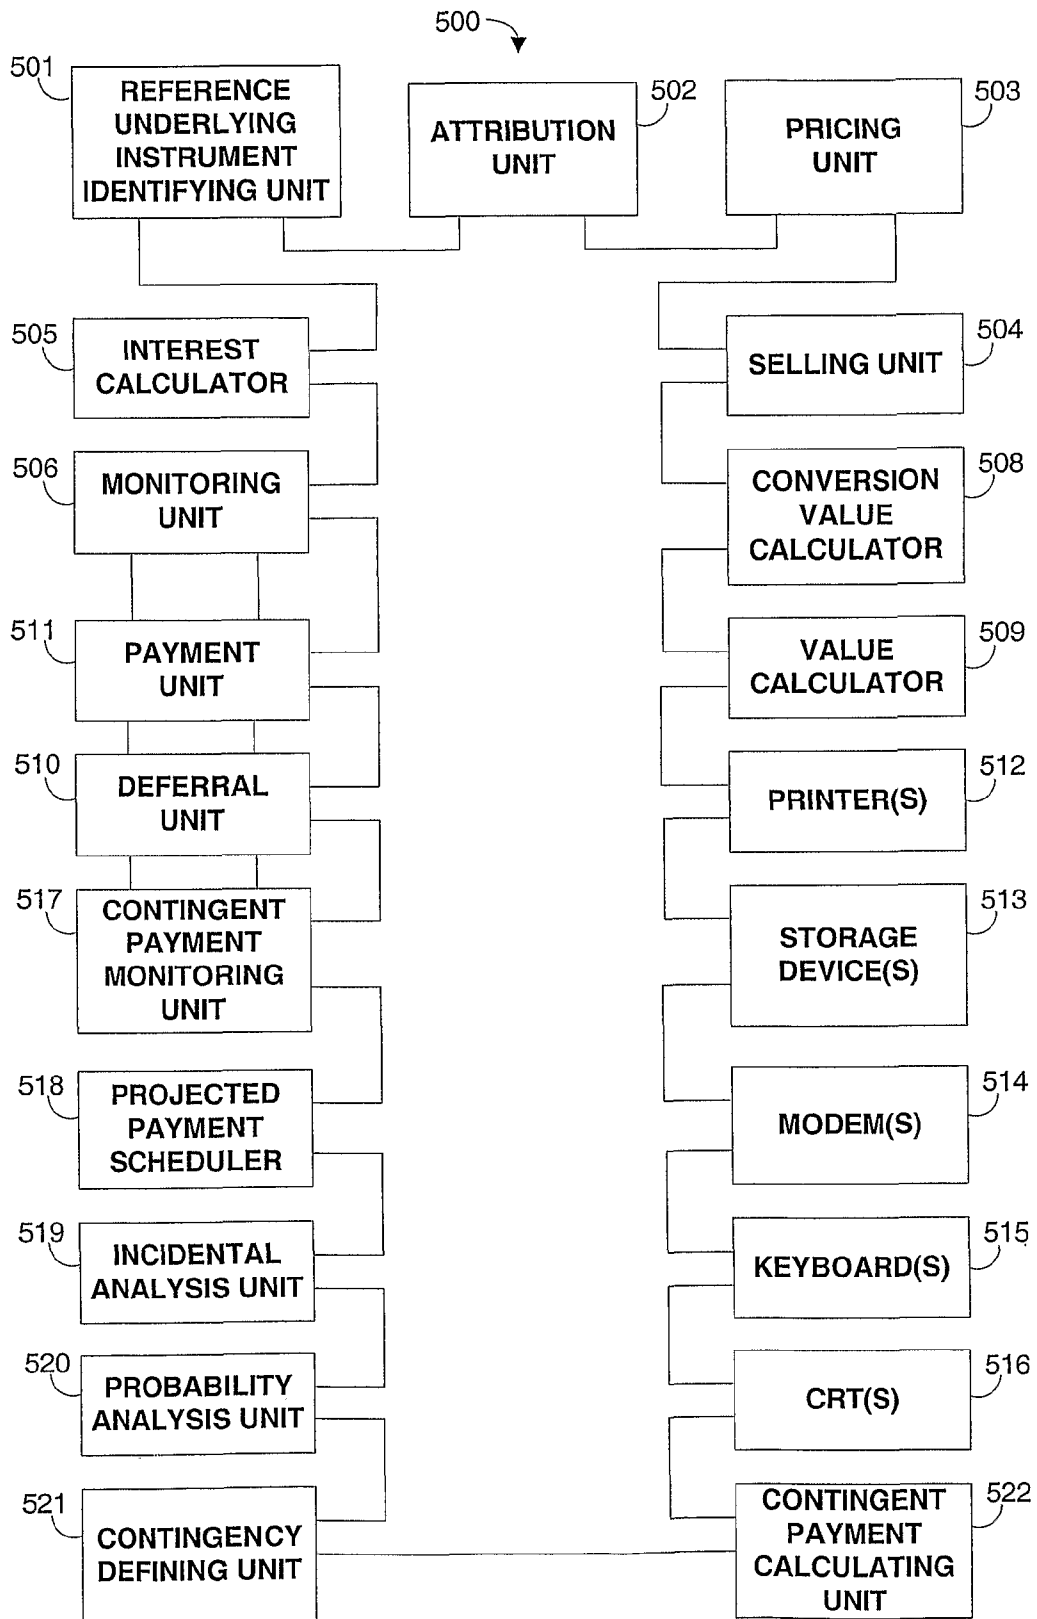 500
501
REFERENCE
UNDERLYING
INSTRUMENT
IDENTIFYING UNIT
502
ATTRIBUTION
UNIT
503
PRICING
UNIT
505
INTEREST
CALCULATOR
504
SELLING UNIT
506
MONITORING
UNIT
508
CONVERSION
VALUE
CALCULATOR
511
PAYMENT
UNIT
509
VALUE
CALCULATOR
510
DEFERRAL
UNIT
512
PRINTER(S)
517
CONTINGENT
PAYMENT
MONITORING
UNIT
513
STORAGE
DEVICE(S)
518
PROJECTED
PAYMENT
SCHEDULER
514
MODEM(S)
519
INCIDENTAL
ANALYSIS UNIT
515
KEYBOARD(S)
520
PROBABILITY
ANALYSIS UNIT
516
CRT(S)
521
CONTINGENCY
DEFINING UNIT
522
CONTINGENT
PAYMENT
CALCULATING
UNIT